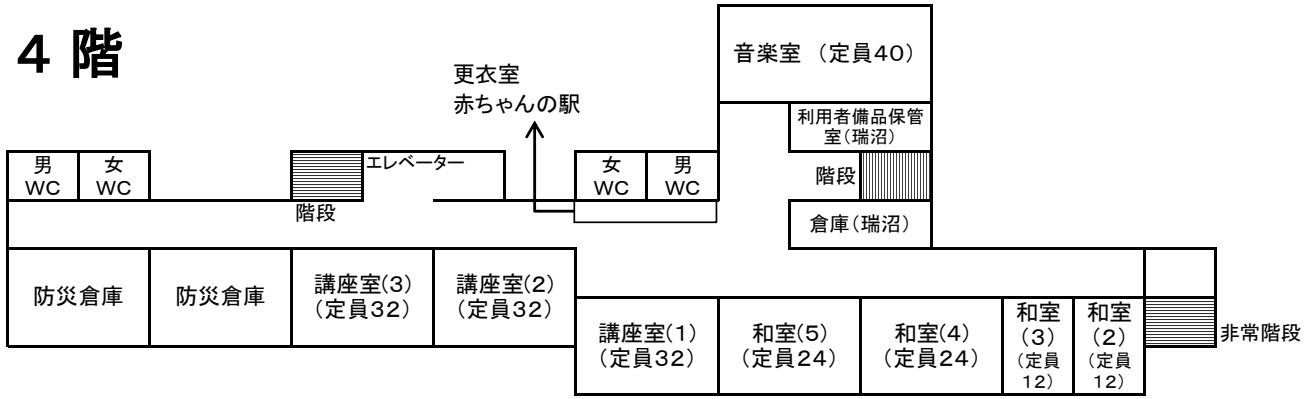 4 階
音楽室 (定員40)
更衣室
赤ちゃんの駅
利用者備品保管
室(瑞沼)
男
WC
女
WC
エレベーター
階段
女
WC
男
WC
階段
倉庫(瑞沼)
防災倉庫
防災倉庫
講座室(3)
(定員32)
講座室(2)
(定員32)
講座室(1)
(定員32)
和室(5)
(定員24)
和室(4)
(定員24)
和室
(3)
(定員
12)
和室
(2)
(定員
12)
非常階段